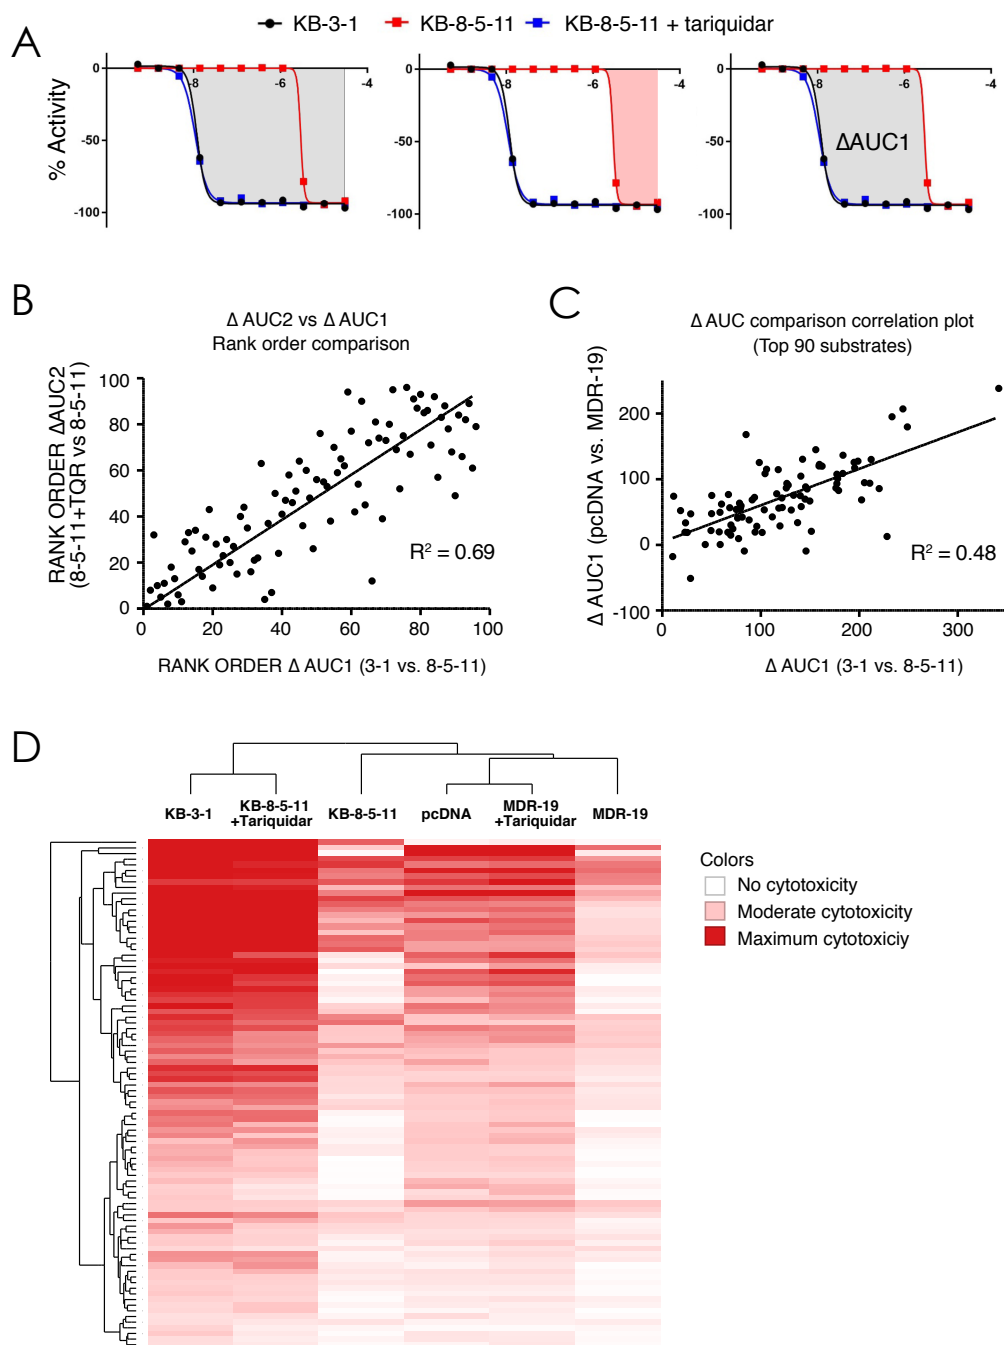 A
KB-3-1
KB-8-5-11
KB-8-5-11 + tariquidar
% Activity
0
-50
-100
-8
-6
-4
0
-50
-100
-8
-6
-4
0
-50
-100
-8
-6
-4
ΔAUC1
B
Δ AUC2 vs Δ AUC1
Rank order comparison
RANK ORDER ΔAUC2
(8-5-11+TQR vs 8-5-11)
100
80
60
40
20
0
R² = 0.69
0
20
40
60
80
100
RANK ORDER Δ AUC1 (3-1 vs. 8-5-11)
C
Δ AUC comparison correlation plot
(Top 90 substrates)
Δ AUC1 (pcDNA vs. MDR-19)
200
100
0
-100
R² = 0.48
0
100
200
300
Δ AUC1 (3-1 vs. 8-5-11)
D
KB-3-1
KB-8-5-11
+Tariquidar
KB-8-5-11
pcDNA
MDR-19
+Tariquidar
MDR-19
Colors
No cytotoxicity
Moderate cytotoxicity
Maximum cytotoxiciy